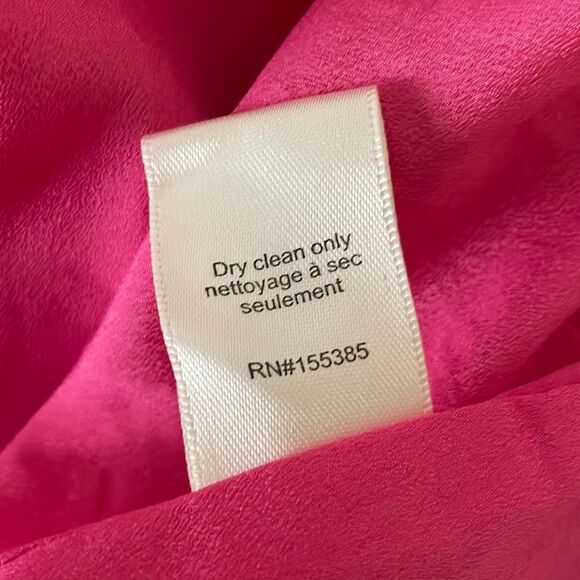 Dry clean only
nettoyage à sec
seulement
RN#155385